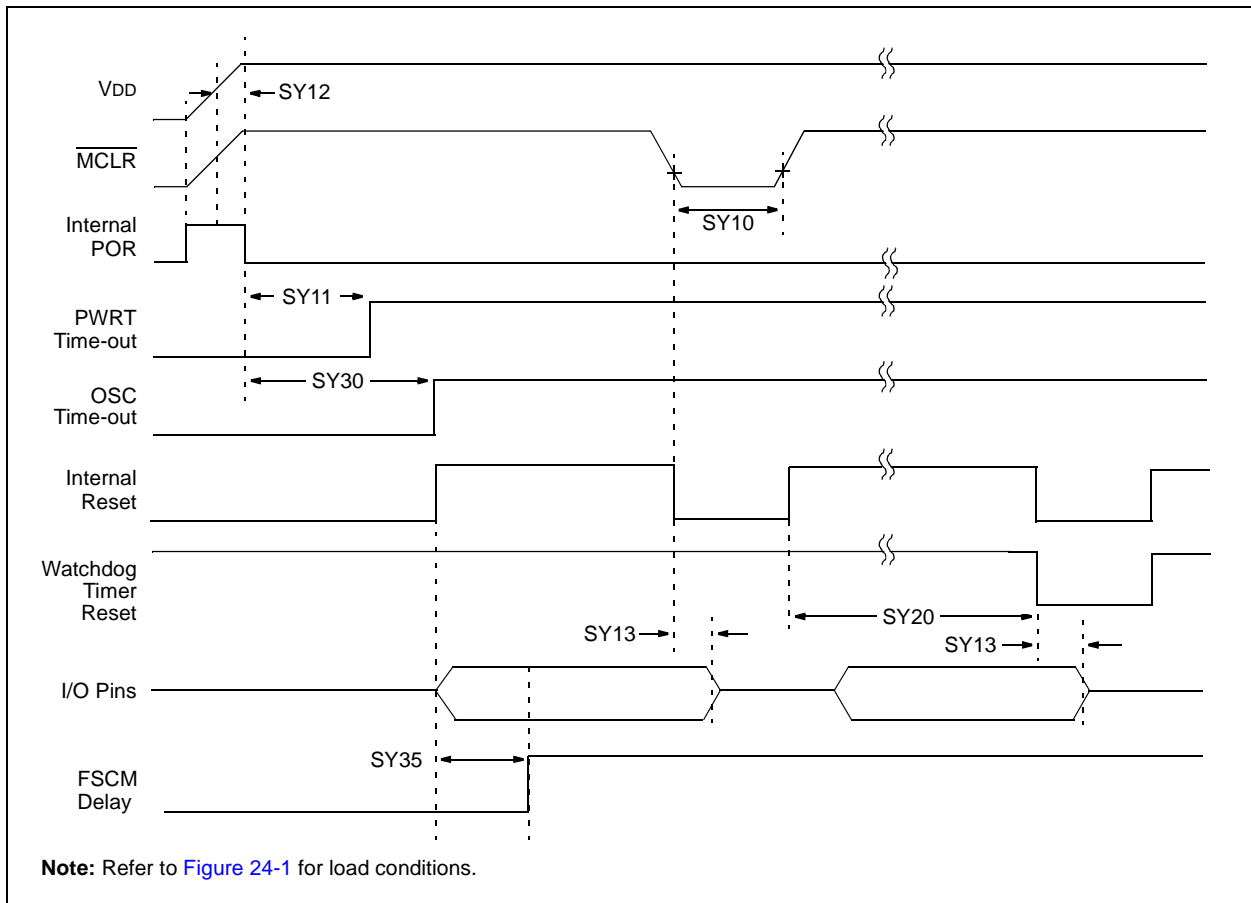 VDD
SY12
MCLR
SY10
Internal
POR
SY11
PWRT
Time-out
SY30
OSC
Time-out
Internal
Reset
Watchdog
Timer
Reset
SY20
SY13
SY13
I/O Pins
SY35
FSCM
Delay
Note: Refer to Figure 24-1 for load conditions.